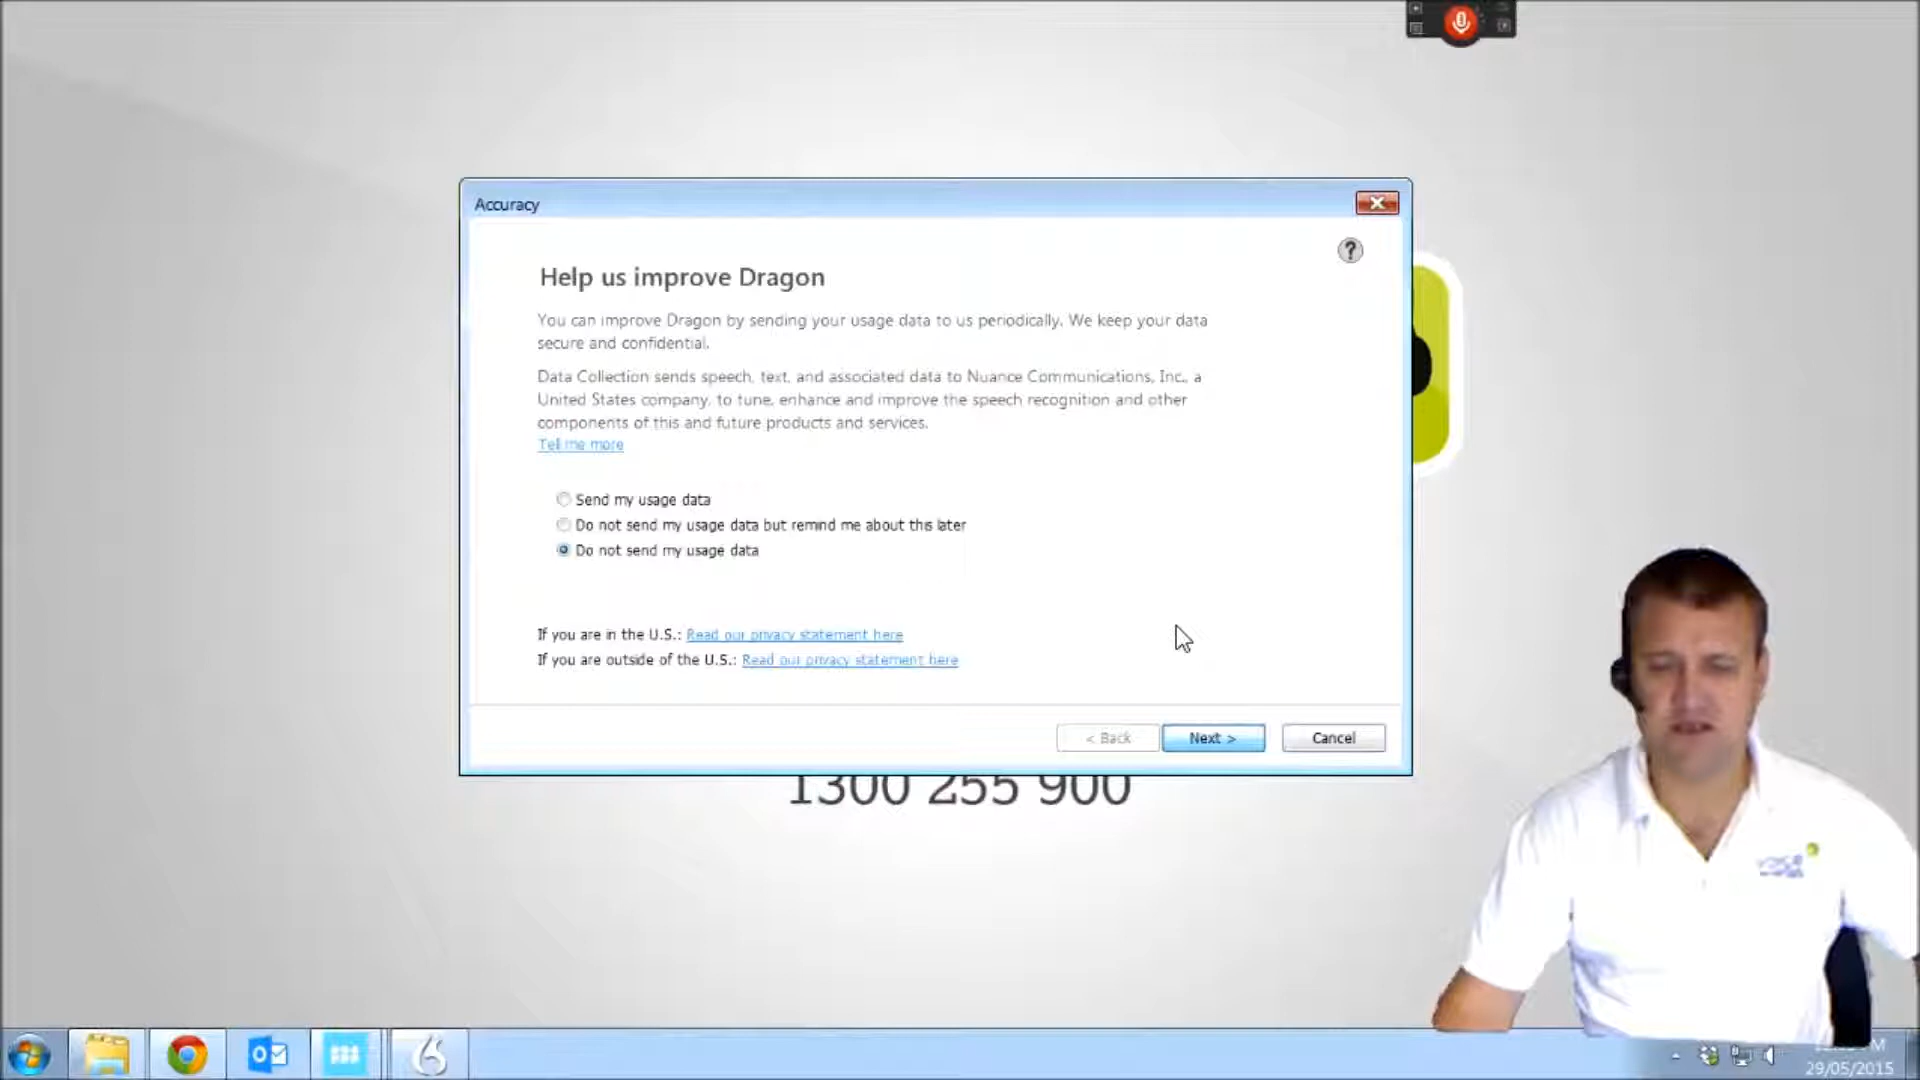 Accuracy
Help us improve Dragon
You can improve Dragon by sending your usage data to us periodically. We keep your data
secure and confidential.
Data Collection sends speech, text, and associated data to Nuance Communications, Inc., a
United States company, to tune, enhance and improve the speech recognition and other
components of this and future products and services.
Tell me more
Send my usage data
Do not send my usage data but remind me about this later
Do not send my usage data
If you are in the U.S.: Read our privacy statement here
If you are outside of the U.S.: Read our privacy statement here
< Back
Next >
Cancel
1300 255 900
29/05/2015